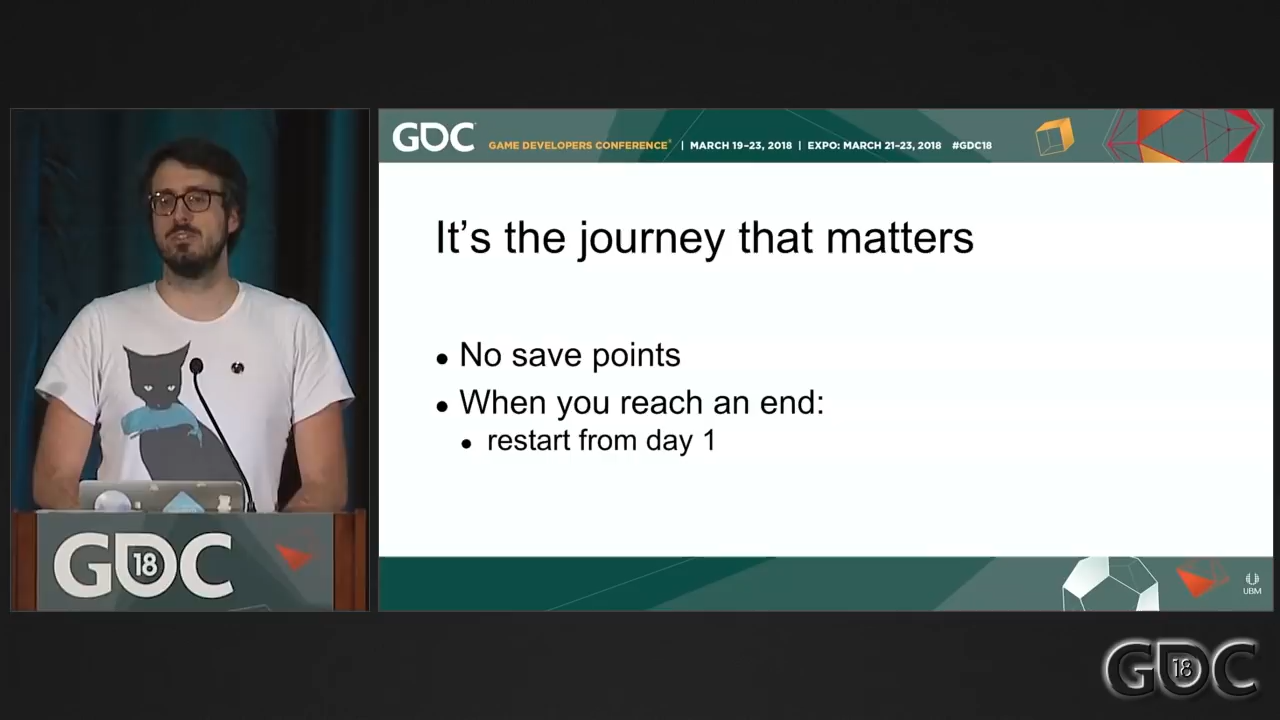 GDC GAME DEVELOPERS CONFERENCE® | MARCH 19–23, 2018 | EXPO: MARCH 21–23, 2018 #GDC18
It's the journey that matters
• No save points
• When you reach an end:
• restart from day 1
GDC 18
UBM
GDC 18